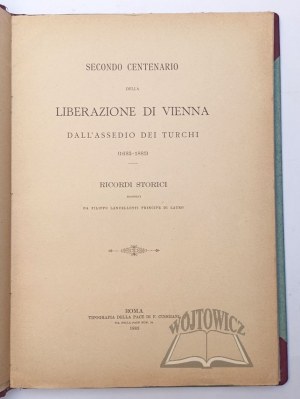 SECONDO CENTENARIO
DELLA
LIBERAZIONE DI VIENNA
DALL'ASSEDIO DEI TURCHI
(1683-1883)
RICORDI STORICI
DA FILIPPO LANCELLOTTI PRINCIPE DI LAURO
ROMA
TIPOGRAFIA DELLA PACE DI F. CUGGIANI
1883
WÓJTOWICZ